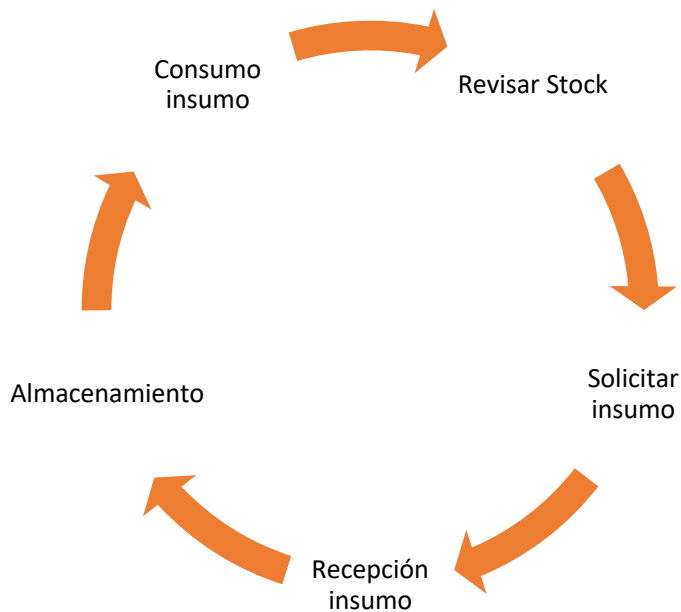 Consumo
insumo
Revisar Stock
Solicitar
insumo
Recepción
insumo
Almacenamiento